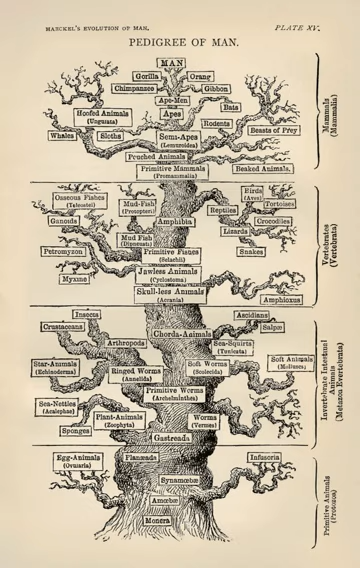 HAECKEL'S EVOLUTION OF MAN.
PLATE XV.
PEDIGREE OF MAN.
MAN
Gorilla
Orang
Chimpanzee
Gibbon
Ape-Men
Apes
Bats
Hoofed Animals
(Ungurata)
Rodents
Whales
Sloths
Semi-Apes
(Lemuroidea)
Beasts of Prey
Pouched Animals
Primitive Mammals
(Promammalia)
Beaked Animals.
Mammals
(Mammalia)
Osseous Fishes
(Teleostei)
Mud-Fish
(Protopteri)
Birds
(Aves)
Tortoises
Reptiles
Ganoids
Amphibia
Crocodiles
Lizards
Mud Fish
(Dipneusta)
Petromyzon
Primitive Fishes
(Selachii)
Snakes
Myxine
Jawless Animals
(Cyclostoma)
Skull-less Animals
(Acrania)
Amphioxus
Vertebrates
(Vertebrata)
Insects
Crustaceans
Ascidians
Salpæ
Chorda-Animals
Arthropods
Sea-Squirts
(Tunicata)
Star-Animals
(Echinoderma)
Ringed Worms
(Annelida)
Soft Worms
(Scolecida)
Soft Animals
(Molluscs)
Primitive Worms
(Archelminthes)
Sea-Nettles
(Acalephae)
Plant-Animals
(Zoophyta)
Worms
(Vermes)
Sponges
Gastreada
Invertebrate Intestinal
Animals
(Metazoa Evertebrata)
Egg-Animals
(Ovularia)
Planæada
Infusoria
Synamœbæ
Amœbæ
Monera
Primitive Animals
(Protozoa)